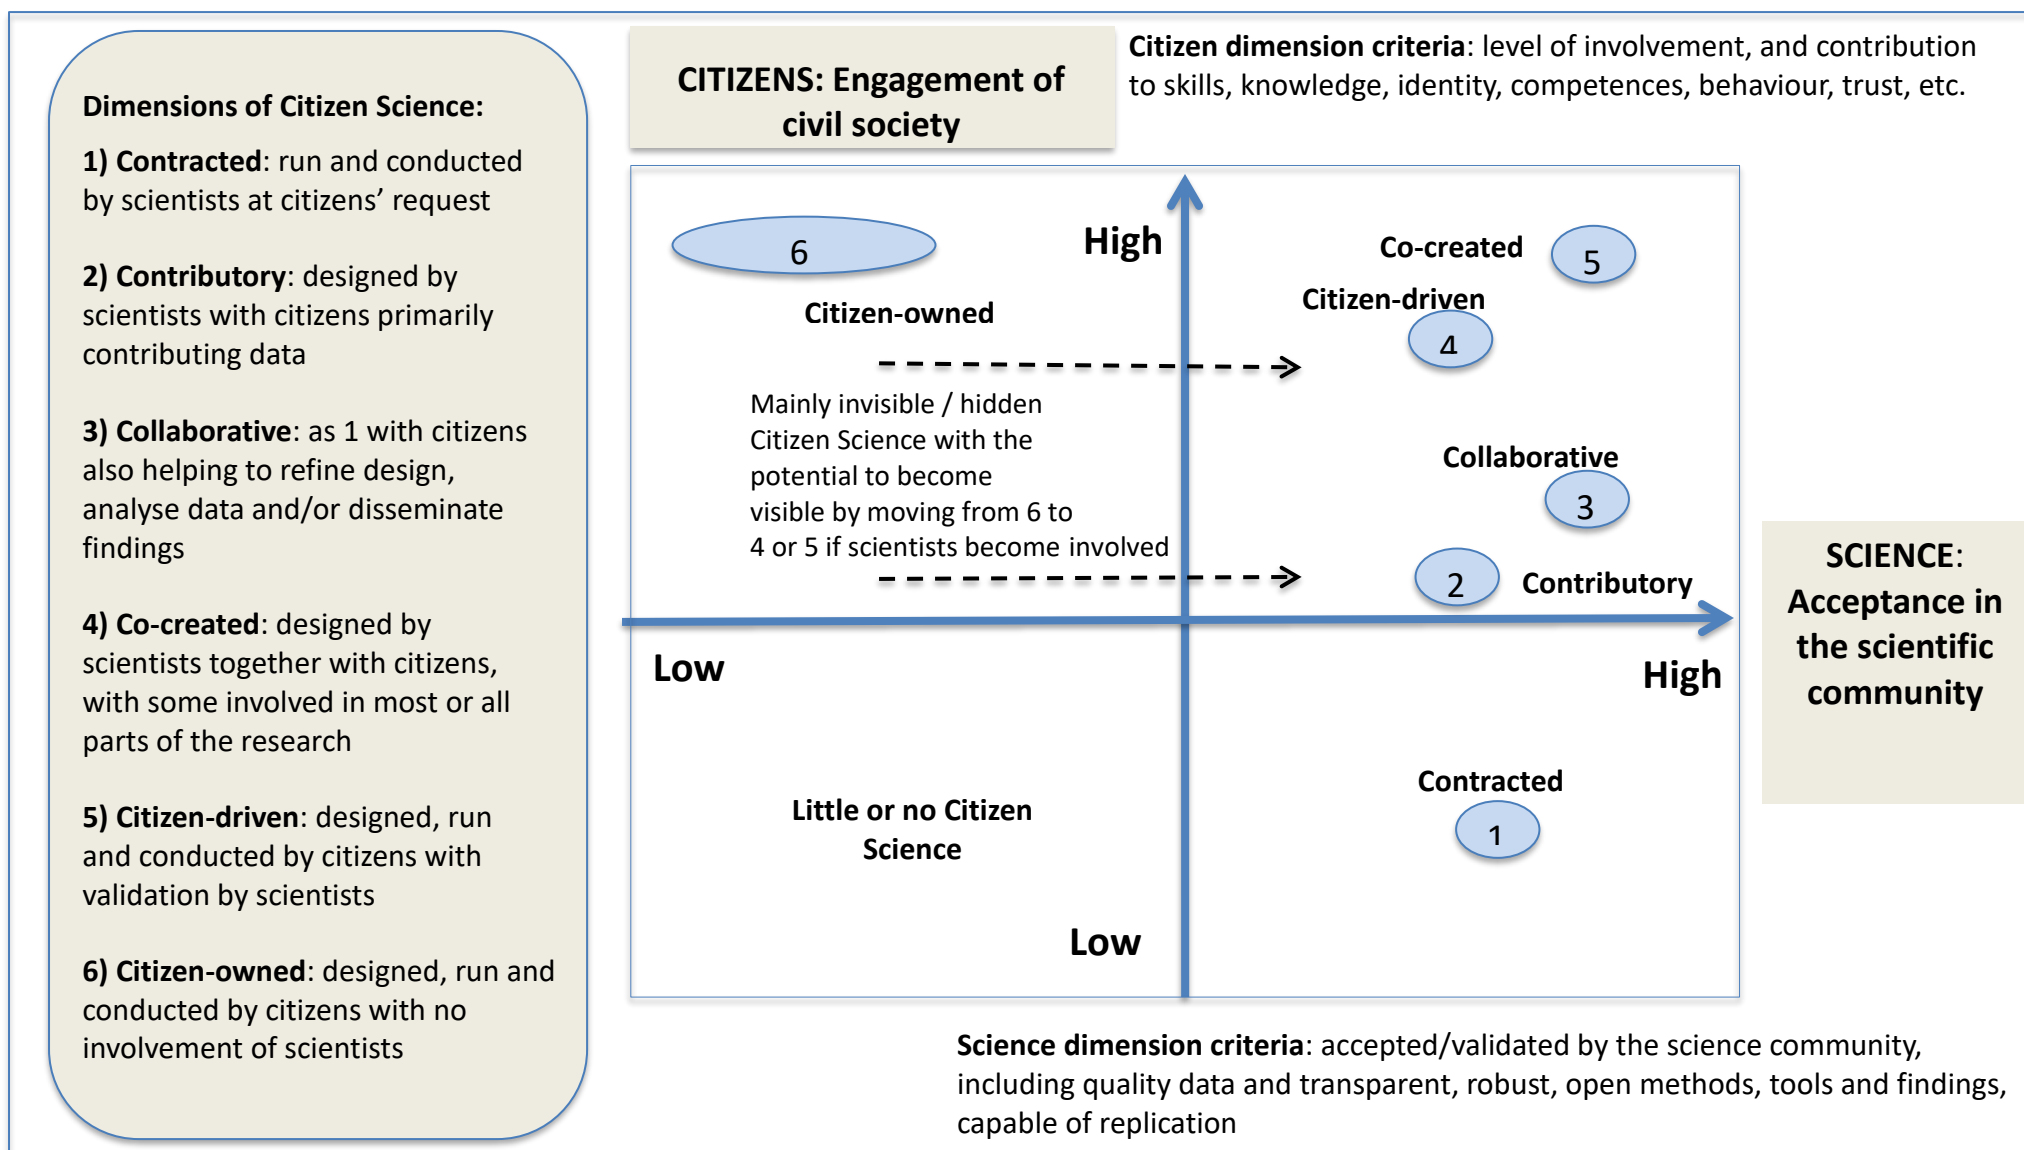 Dimensions of Citizen Science:
1) Contracted: run and conducted
by scientists at citizens’ request
2) Contributory: designed by
scientists with citizens primarily
contributing data
3) Collaborative: as 1 with citizens
also helping to refine design,
analyse data and/or disseminate
findings
4) Co-created: designed by
scientists together with citizens,
with some involved in most or all
parts of the research
5) Citizen-driven: designed, run
and conducted by citizens with
validation by scientists
6) Citizen-owned: designed, run and
conducted by citizens with no
involvement of scientists
CITIZENS: Engagement of
civil society
Citizen dimension criteria: level of involvement, and contribution
to skills, knowledge, identity, competences, behaviour, trust, etc.
6
High
Co-created
5
Citizen-owned
Citizen-driven
4
Mainly invisible / hidden
Citizen Science with the
potential to become
visible by moving from 6 to
4 or 5 if scientists become involved
Collaborative
3
2
Contributory
Low
High
SCIENCE:
Acceptance in
the scientific
community
Little or no Citizen
Science
Contracted
1
Low
Science dimension criteria: accepted/validated by the science community,
including quality data and transparent, robust, open methods, tools and findings,
capable of replication